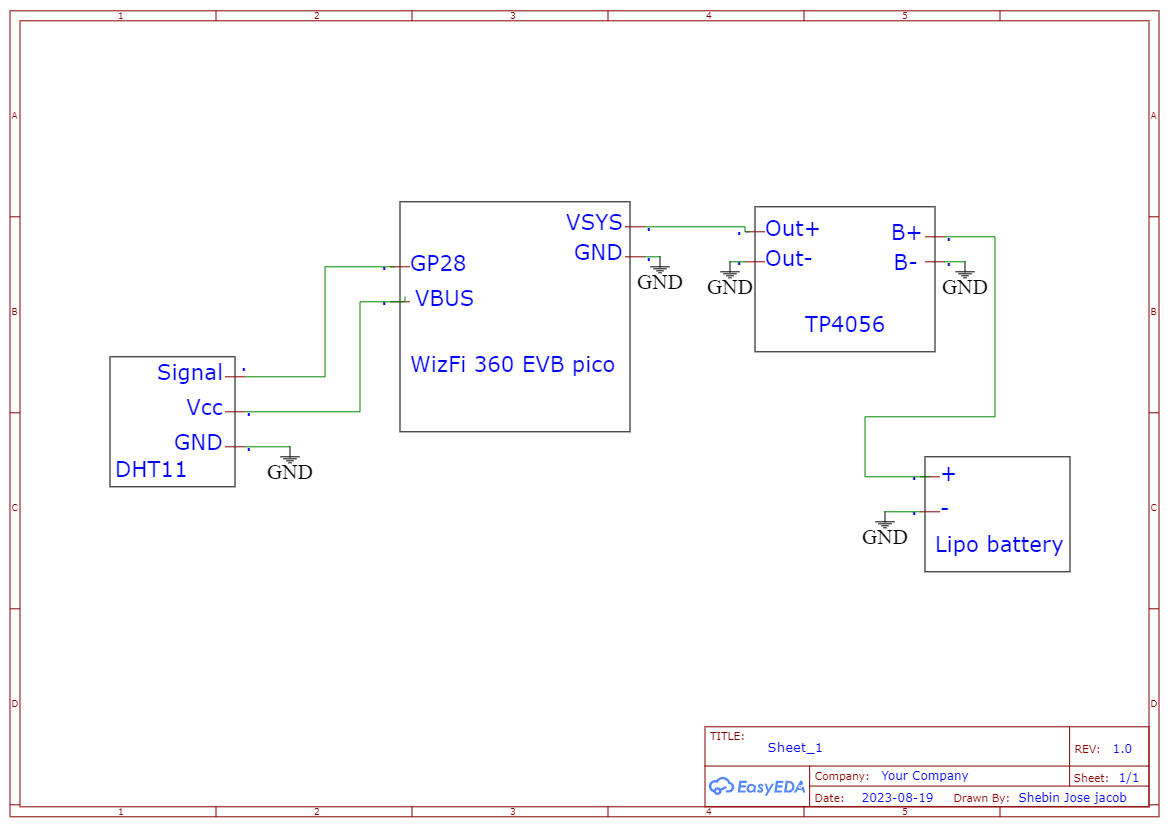 1 2 3 4 5
A A
VSYS
GND
GND
GP28
VBUS
WizFi 360 EVB pico
Out+
Out-
GND
B+
B-
GND
TP4056
B B
Signal
Vcc
GND
DHT11
GND
+
-
GND
Lipo battery
C C
D D
TITLE:
Sheet_1
REV: 1.0
EasyEDA
Company: Your Company
Sheet: 1/1
Date: 2023-08-19 Drawn By: Shebin Jose jacob
1 2 3 4 5